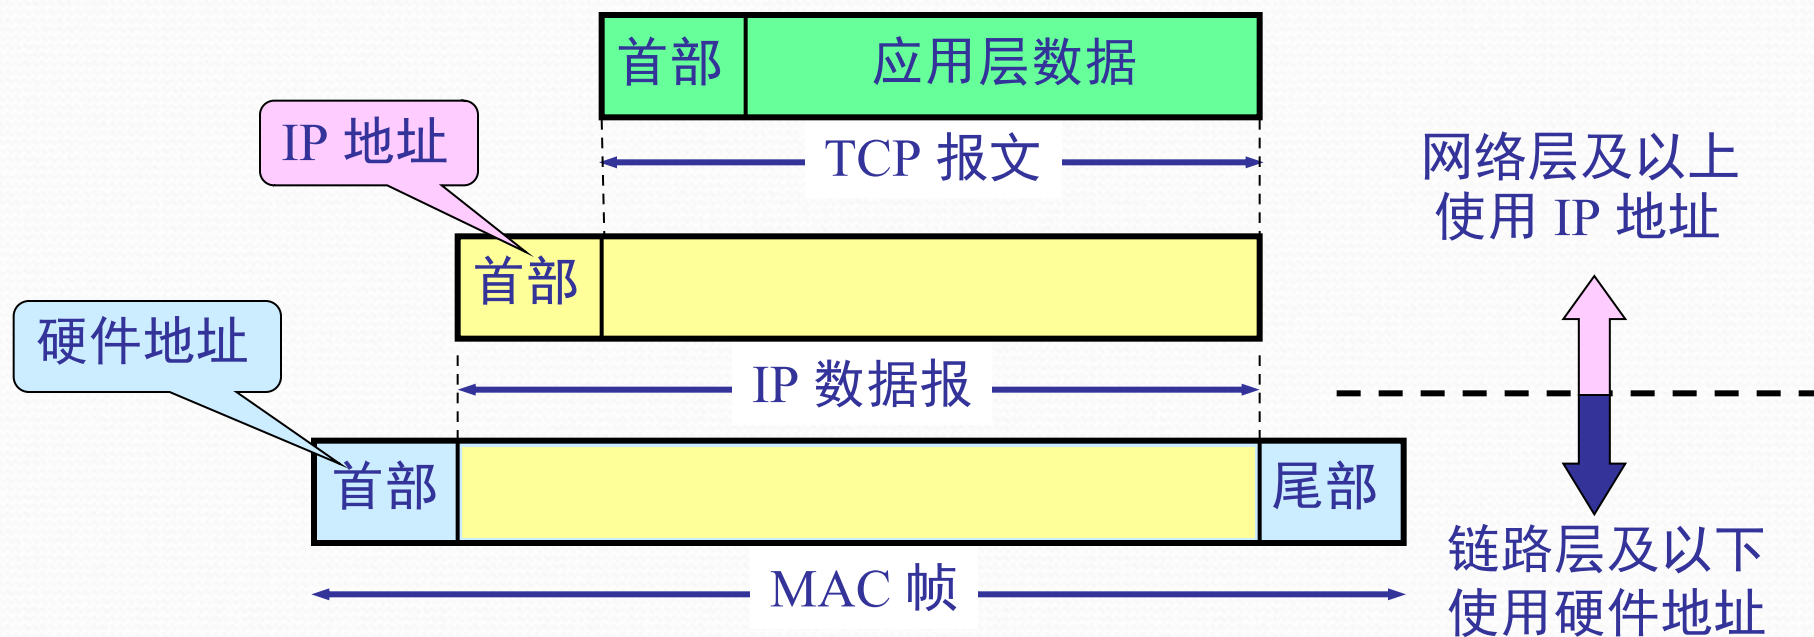 首部 应用层数据
IP 地址
TCP 报文
网络层及以上
使用 IP 地址
首部
硬件地址
IP 数据报
首部 尾部
链路层及以下
使用硬件地址
MAC 帧